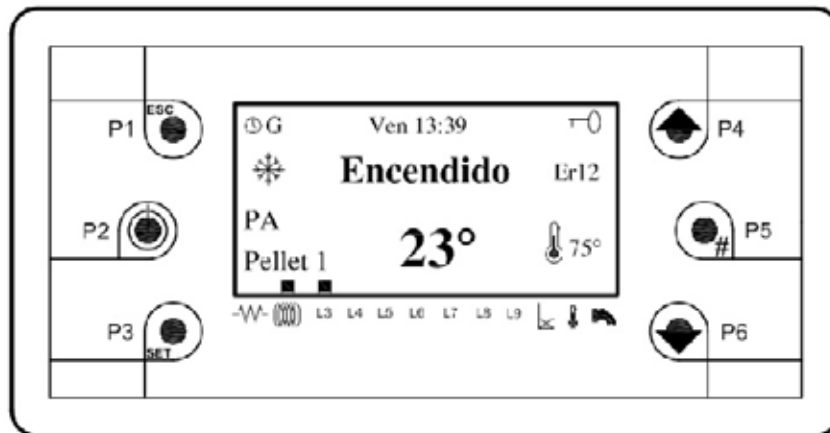 ESC
P1
P2
P3
SET
G Ven 13:39
Encendido Er12
PA
23° 75°
Pellet 1
L3 L4 L5 L6 L7 L8 L9
P4
P5
#
P6